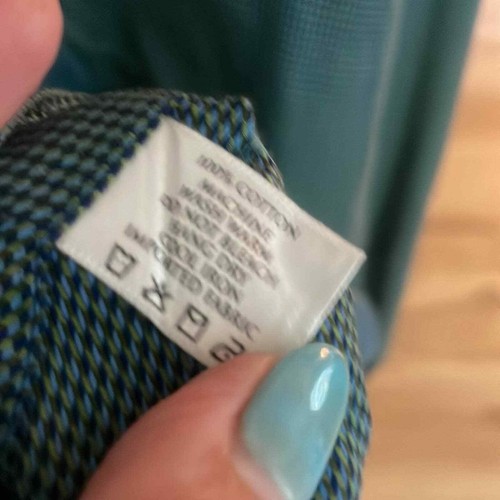 100% COTTON
MACHINE
WASH WARM
DO NOT BLEACH
HANG DRY
COOL IRON
IMPORTED FABRIC